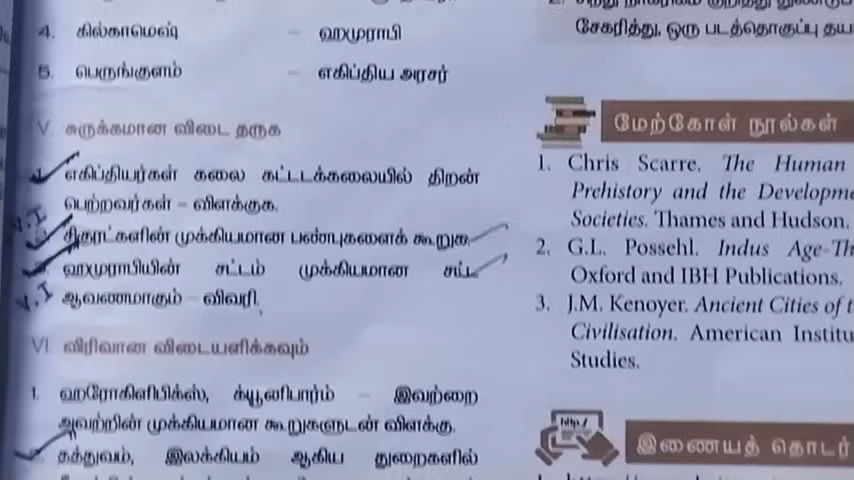 4. கில்காமெஷ் – ஹமுராபி
5. பெருங்குளம் – எகிப்திய அரசர்
V. சுருக்கமான விடை தருக
எகிப்தியர்கள் கலை கட்டடக்கலையில் திறன்
பெற்றவர்கள் – விளக்குக.
V.I
சிகுராட்களின் முக்கியமான பண்புகளைக் கூறுக.
ஹமுராபியின் சட்டம் முக்கியமான சட்ட
V.I
ஆவணமாகும் – விவரி.
VI. விரிவான விடையளிக்கவும்
1. ஹைரோகிளிபிக்ஸ், க்யூனிபார்ம் – இவற்றை
அவற்றின் முக்கியமான கூறுகளுடன் விளக்கு.
தத்துவம், இலக்கியம் ஆகிய துறைகளில்
சேகரித்து, ஒரு படத்தொகுப்பு தய
மேற்கோள் நூல்கள்
1. Chris Scarre. The Human
Prehistory and the Developme
Societies. Thames and Hudson.
2. G.L. Possehl. Indus Age-Th
Oxford and IBH Publications.
3. J.M. Kenoyer. Ancient Cities of t
Civilisation. American Institu
Studies.
http://
இணையத் தொடர்